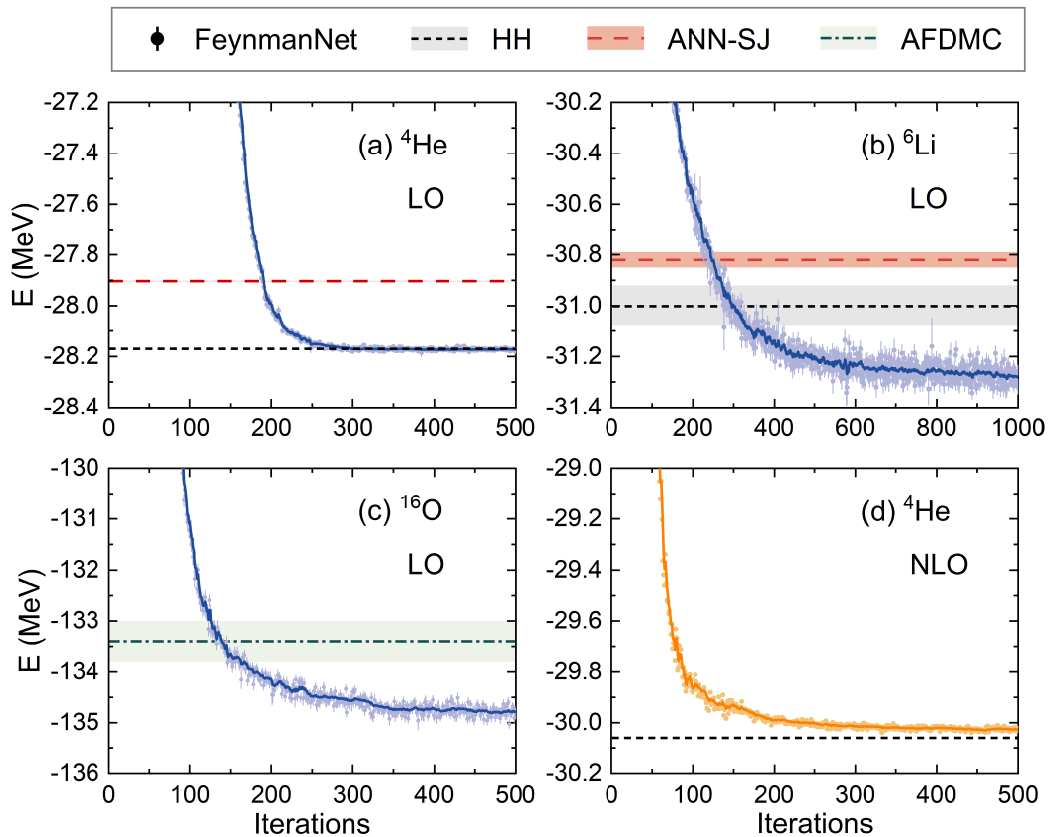 FeynmanNet HH ANN-SJ AFDMC
E (MeV)
-27.2
-27.4
-27.6
-27.8
-28.0
-28.2
-28.4
(a) ⁴He
LO
0 100 200 300 400 500
-30.2
-30.4
-30.6
-30.8
-31.0
-31.2
-31.4
(b) ⁶Li
LO
200 400 600 800 1000
E (MeV)
-130
-131
-132
-133
-134
-135
-136
(c) ¹⁶O
LO
0 100 200 300 400 500
Iterations
-29.0
-29.2
-29.4
-29.6
-29.8
-30.0
-30.2
(d) ⁴He
NLO
0 100 200 300 400 500
Iterations